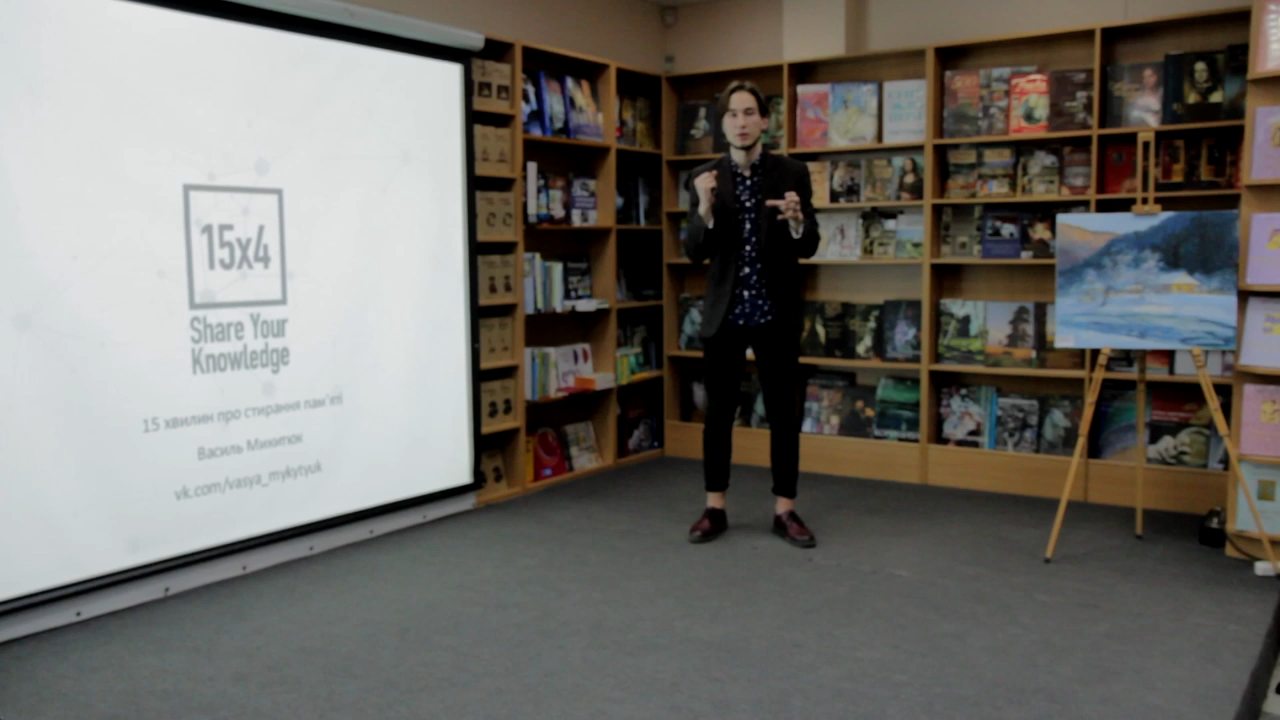 15x4
Share Your
Knowledge
15 хвилин про стирання пам'яті
Василь Микитюк
vk.com/vasya_mykytyuk